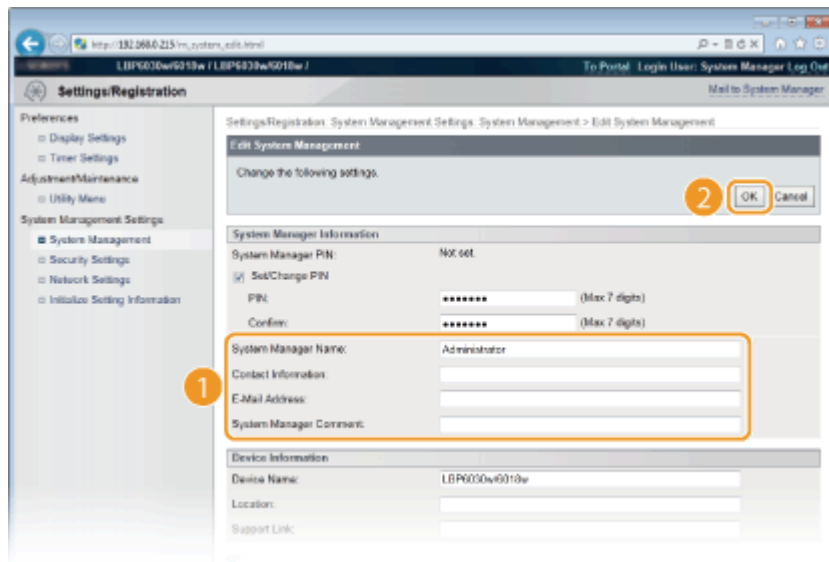 http://192.168.0.215/m_system_edit.html
LBP6030w/6018w / LBP6030w/6018w /
To Portal Login User: System Manager Log Out
Settings/Registration
Mail to System Manager
Preferences
Display Settings
Timer Settings
Adjustment/Maintenance
Utility Menu
System Management Settings
System Management
Security Settings
Network Settings
Initialize Setting Information
Settings/Registration: System Management Settings: System Management > Edit System Management
Edit System Management
Change the following settings.
2
OK Cancel
System Manager Information
System Manager PIN: Not set.
Set/Change PIN
PIN: ••••••• (Max 7 digits)
Confirm: ••••••• (Max 7 digits)
1
System Manager Name: Administrator
Contact Information:
E-Mail Address:
System Manager Comment:
Device Information
Device Name: LBP6030w/6018w
Location:
Support Link: